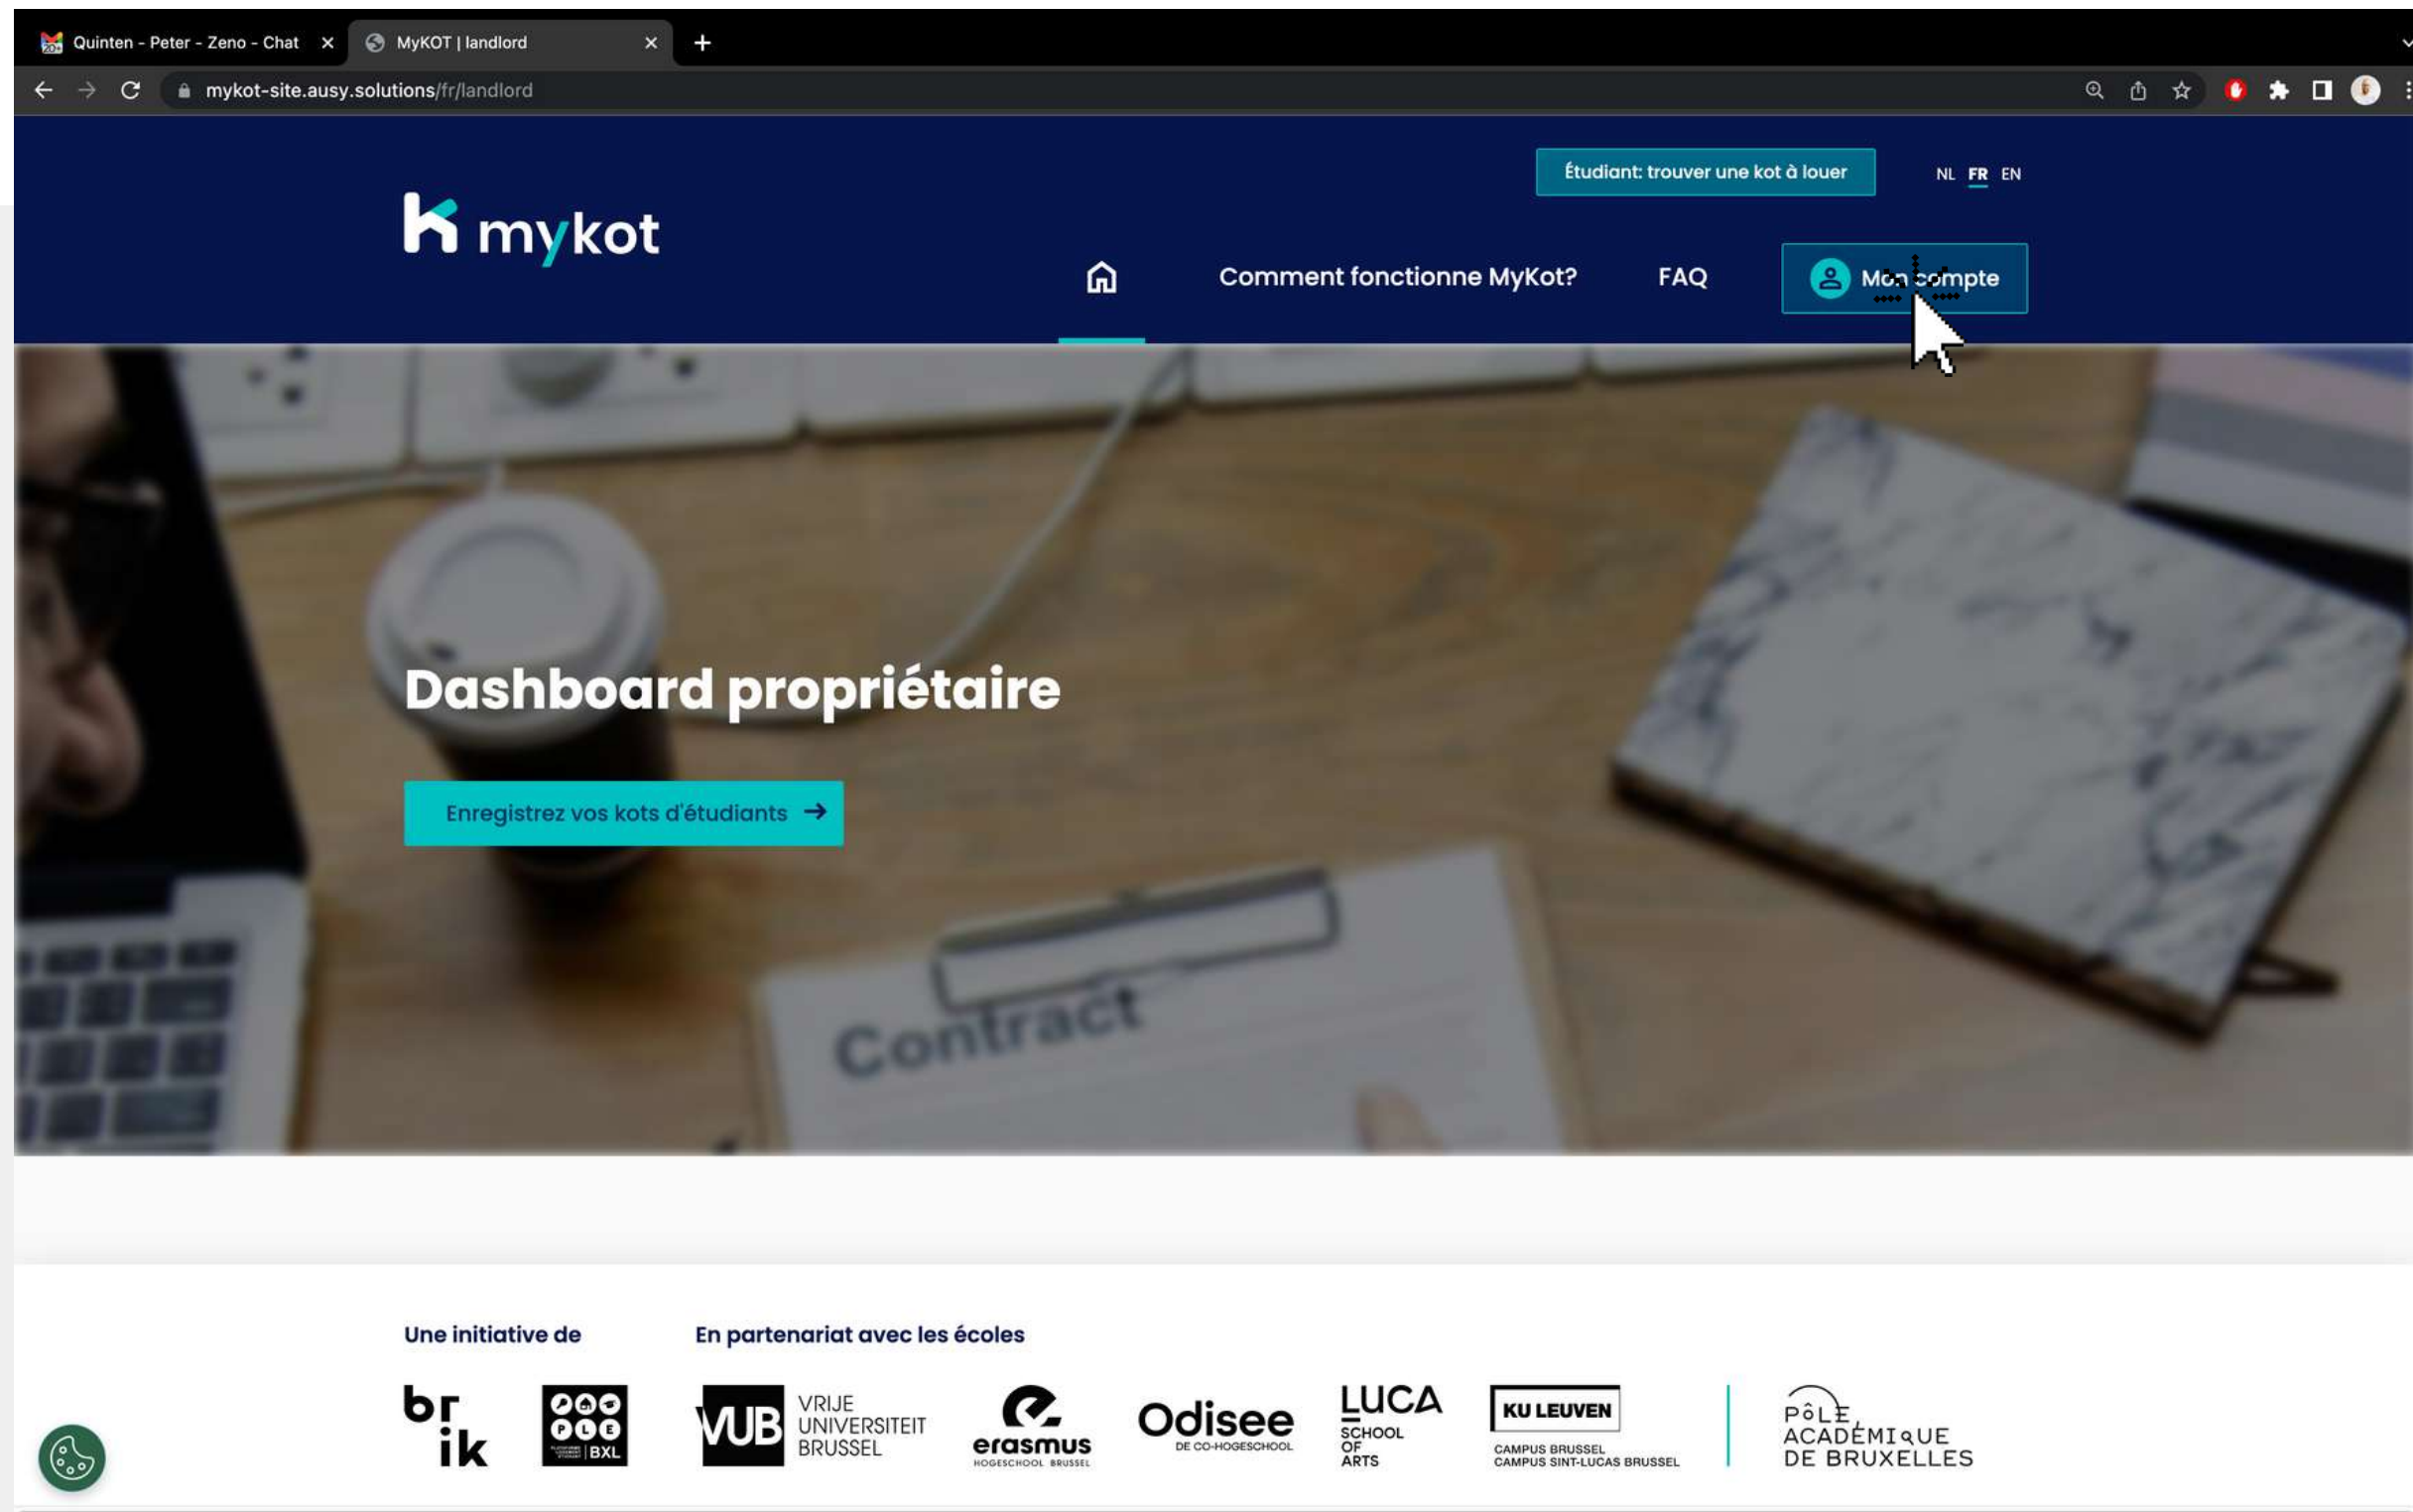 Quinten - Peter - Zeno - Chat
MyKOT | landlord
mykot-site.ausy.solutions/fr/landlord
Étudiant: trouver une kot à louer
NL FR EN
mykot
Comment fonctionne MyKot?
FAQ
Mon compte
Dashboard propriétaire
Enregistrez vos kots d'étudiants →
Contract
Une initiative de
En partenariat avec les écoles
br
ik
PLE
BXL
VUB
VRIJE
UNIVERSITEIT
BRUSSEL
erasmus
HOGESCHOOL BRUSSEL
Odisee
DE CO-HOGESCHOOL
LUCA
SCHOOL
OF
ARTS
KU LEUVEN
CAMPUS BRUSSEL
CAMPUS SINT-LUCAS BRUSSEL
PÔLE
ACADÉMIQUE
DE BRUXELLES